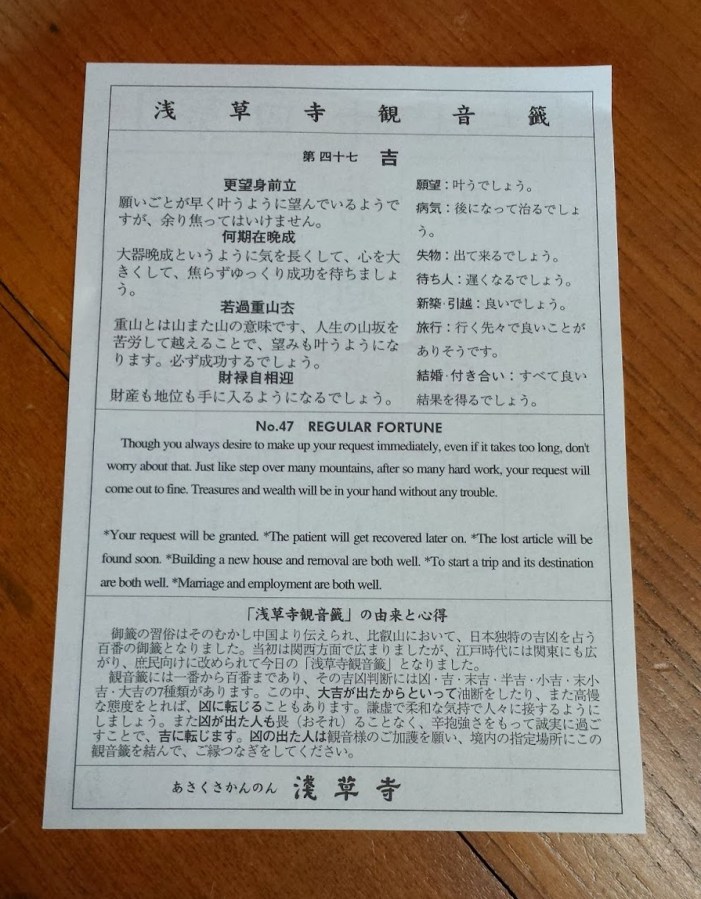 浅草寺観音籤
第四十七 吉
更望身前立
願いごとが早く叶うように望んでいるようで
すが、余り焦ってはいけません。
何期在晩成
大器晩成というように気を長くして、心を大
きくして、焦らずゆっくり成功を待ちましょ
う。
若過重山去
重山とは山また山の意味です、人生の山坂を
苦労して越えることで、望みも叶うようにな
ります。必ず成功するでしょう。
財禄自相迎
財産も地位も手に入るようになるでしょう。
願望：叶うでしょう。
病気：後になって治るでしょ
う。
失物：出て来るでしょう。
待ち人：遅くなるでしょう。
新築·引越：良いでしょう。
旅行：行く先々で良いことが
ありそうです。
結婚·付き合い：すべて良い
結果を得るでしょう。
No.47 REGULAR FORTUNE
Though you always desire to make up your request immediately, even if it takes too long, don't
worry about that. Just like step over many mountains, after so many hard work, your request will
come out to fine. Treasures and wealth will be in your hand without any trouble.
*Your request will be granted. *The patient will get recovered later on. *The lost article will be
found soon. *Building a new house and removal are both well. *To start a trip and its destination
are both well. *Marriage and employment are both well.
「浅草寺観音籤」の由来と心得
御籤の習俗はそのむかし中国より伝えられ、比叡山において、日本独特の吉凶を占う
百番の御籤となりました。当初は関西方面で広まりましたが、江戸時代には関東にも広
がり、庶民向けに改められて今日の「浅草寺観音籤」となりました。
観音籤には一番から百番まであり、その吉凶判断には凶·吉·末吉·半吉·小吉·末小
吉·大吉の7種類があります。この中、大吉が出たからといって油断をしたり、また高慢
な態度をとれば、凶に転じることもあります。謙虚で柔和な気持で人々に接するように
しましょう。また凶が出た人も畏（おそれ）ることなく、辛抱強さをもって誠実に過ご
すことで、吉に転じます。凶の出た人は観音様のご加護を願い、境内の指定場所にこの
観音籤を結んで、ご縁つなぎをしてください。
あさくさかんのん 淺草寺